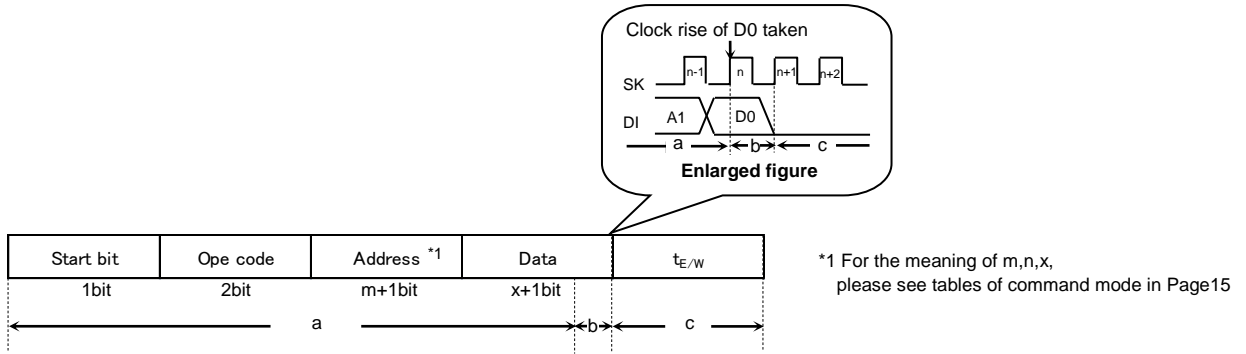 Clock rise of D0 taken
SK n-1 n n+1 n+2
DI A1 D0
a b c
Enlarged figure
Start bit Ope code Address *1 Data tE/W
1bit 2bit m+1bit x+1bit
a b c
*1 For the meaning of m,n,x,
please see tables of command mode in Page15